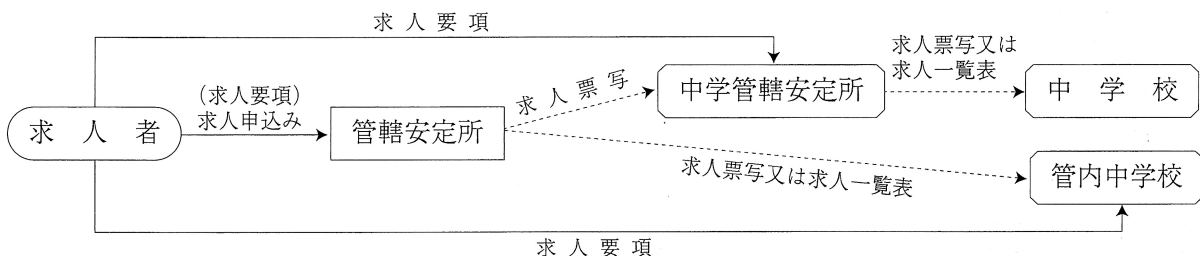 求人要項
求人票写又は
求人一覧表
(求人要項)
求人申込み
求人票写
中学管轄安定所
中学校
求人者
管轄安定所
求人票写又は求人一覧表
管内中学校
求人要項